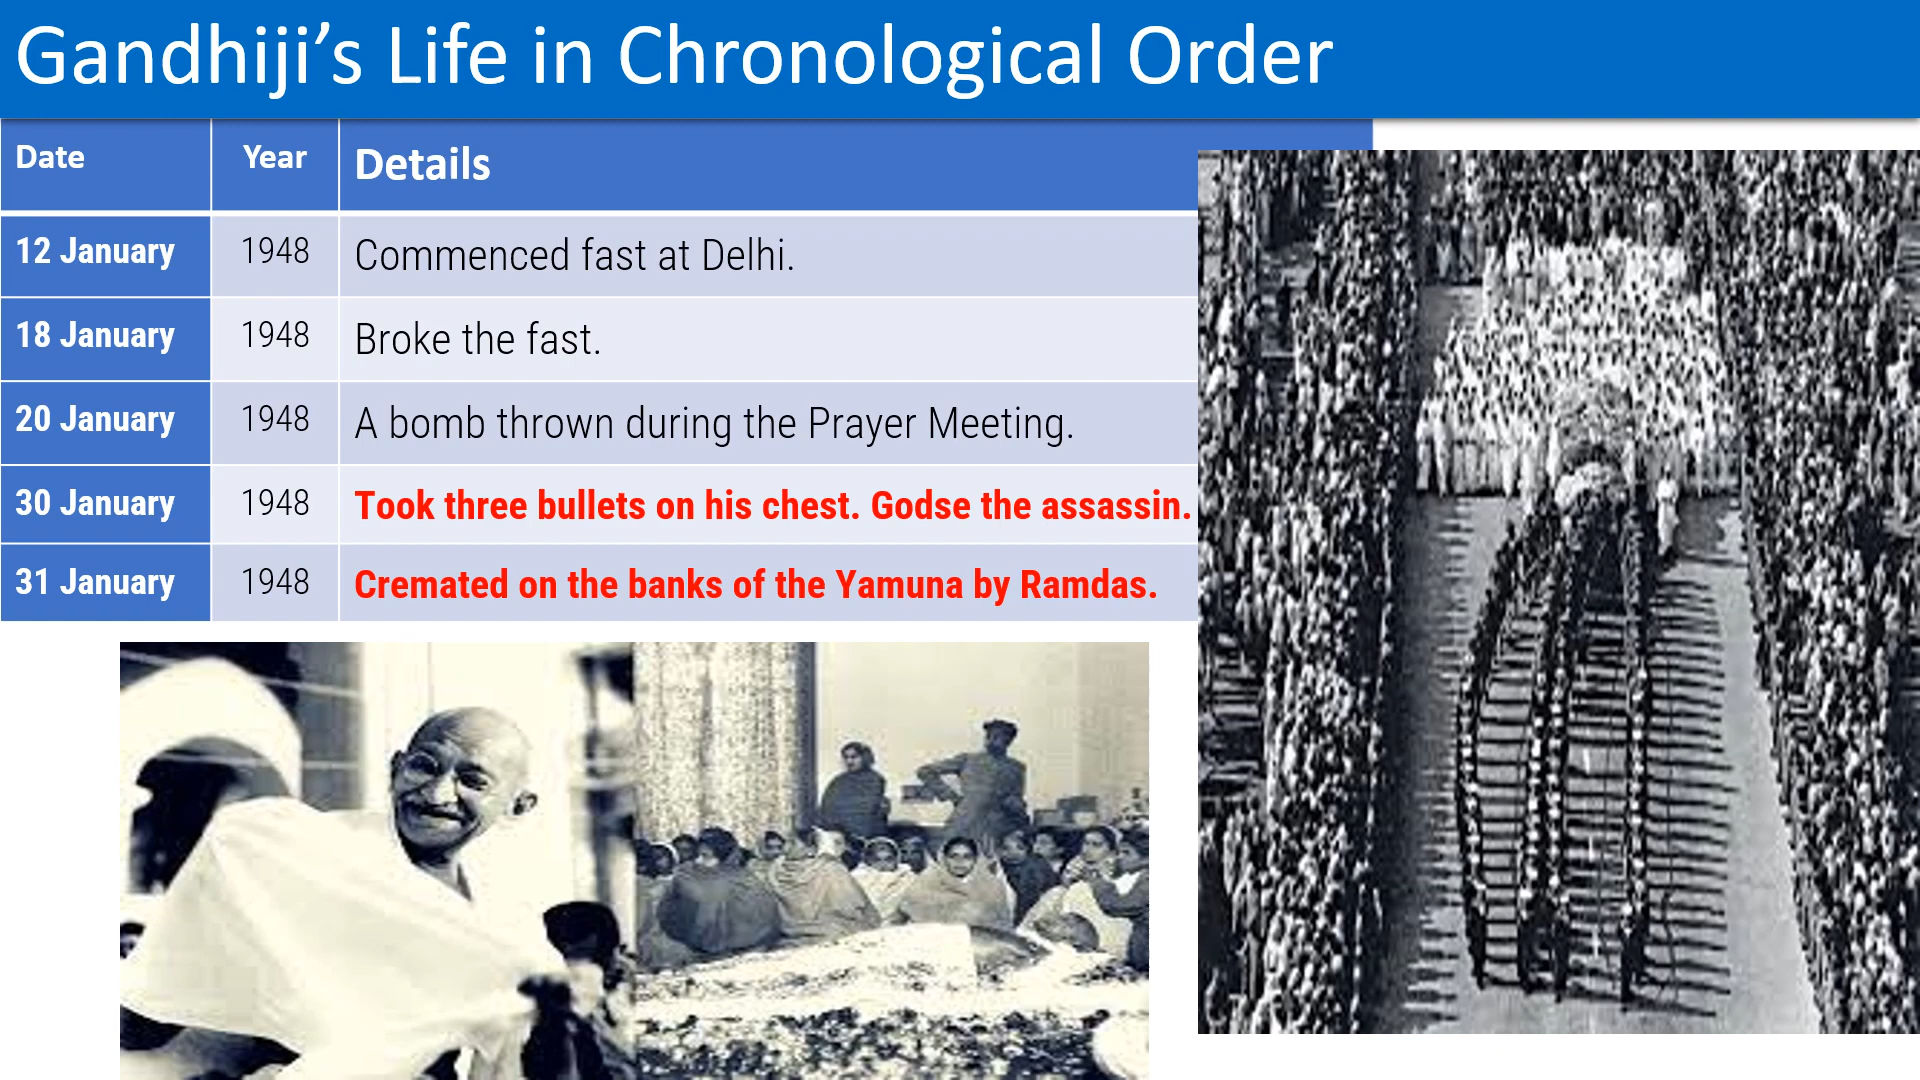 Gandhiji’s Life in Chronological Order
Date Year Details
12 January 1948 Commenced fast at Delhi.
18 January 1948 Broke the fast.
20 January 1948 A bomb thrown during the Prayer Meeting.
30 January 1948 Took three bullets on his chest. Godse the assassin.
31 January 1948 Cremated on the banks of the Yamuna by Ramdas.